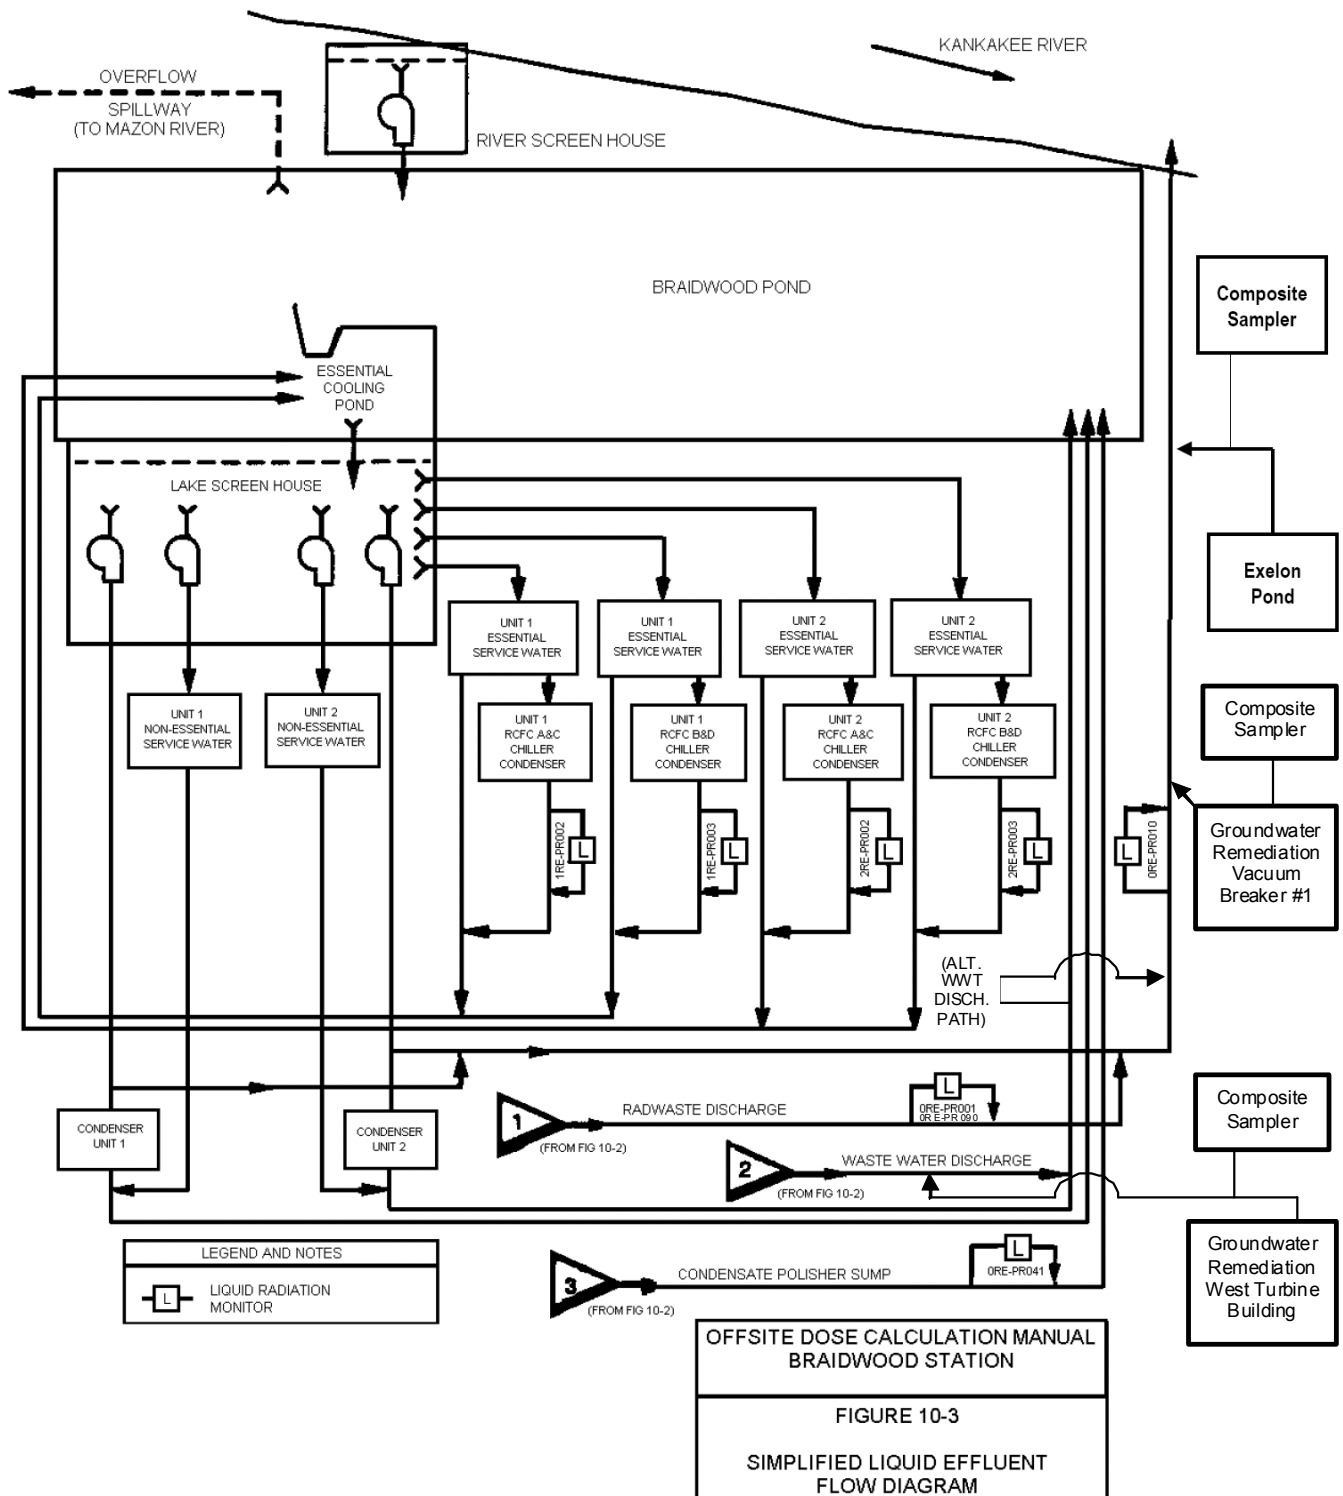 KANKAKEE RIVER
OVERFLOW
SPILLWAY
(TO MAZON RIVER)
RIVER SCREEN HOUSE
BRAIDWOOD POND
Composite
Sampler
ESSENTIAL
COOLING
POND
LAKE SCREEN HOUSE
Exelon
Pond
UNIT 1
ESSENTIAL
SERVICE WATER
UNIT 1
ESSENTIAL
SERVICE WATER
UNIT 2
ESSENTIAL
SERVICE WATER
UNIT 2
ESSENTIAL
SERVICE WATER
UNIT 1
NON-ESSENTIAL
SERVICE WATER
UNIT 2
NON-ESSENTIAL
SERVICE WATER
UNIT 1
RCFC A&C
CHILLER
CONDENSER
UNIT 1
RCFC B&D
CHILLER
CONDENSER
UNIT 2
RCFC A&C
CHILLER
CONDENSER
UNIT 2
RCFC B&D
CHILLER
CONDENSER
Composite
Sampler
1RE-PR002
L
1RE-PR003
L
2RE-PR002
L
2RE-PR003
L
L
0RE-PR010
Groundwater
Remediation
Vacuum
Breaker #1
(ALT.
WWT
DISCH.
PATH)
CONDENSER
UNIT 1
CONDENSER
UNIT 2
1
RADWASTE DISCHARGE
(FROM FIG 10-2)
L
0RE-PR001
0RE-PR090
Composite
Sampler
2
WASTE WATER DISCHARGE
(FROM FIG 10-2)
Groundwater
Remediation
West Turbine
Building
3
CONDENSATE POLISHER SUMP
(FROM FIG 10-2)
L
0RE-PR041
LEGEND AND NOTES
L
LIQUID RADIATION
MONITOR
OFFSITE DOSE CALCULATION MANUAL
BRAIDWOOD STATION
FIGURE 10-3
SIMPLIFIED LIQUID EFFLUENT
FLOW DIAGRAM